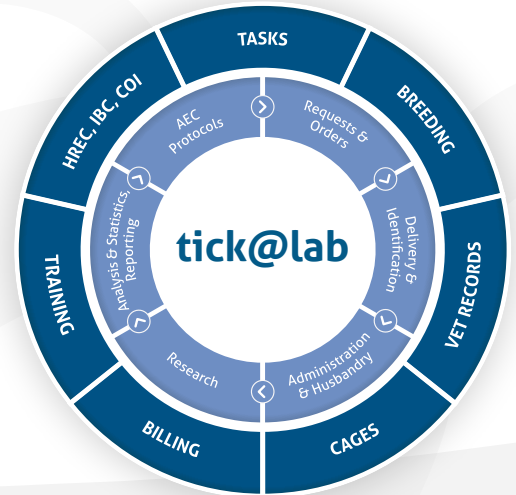 TASKS
BREEDING
VET RECORDS
CAGES
BILLING
TRAINING
HREC, IBC, COI
AEC
Protocols
Requests &
Orders
Delivery &
Identification
Administration
& Husbandry
Research
Analysis & Statistics,
Reporting
tick@lab